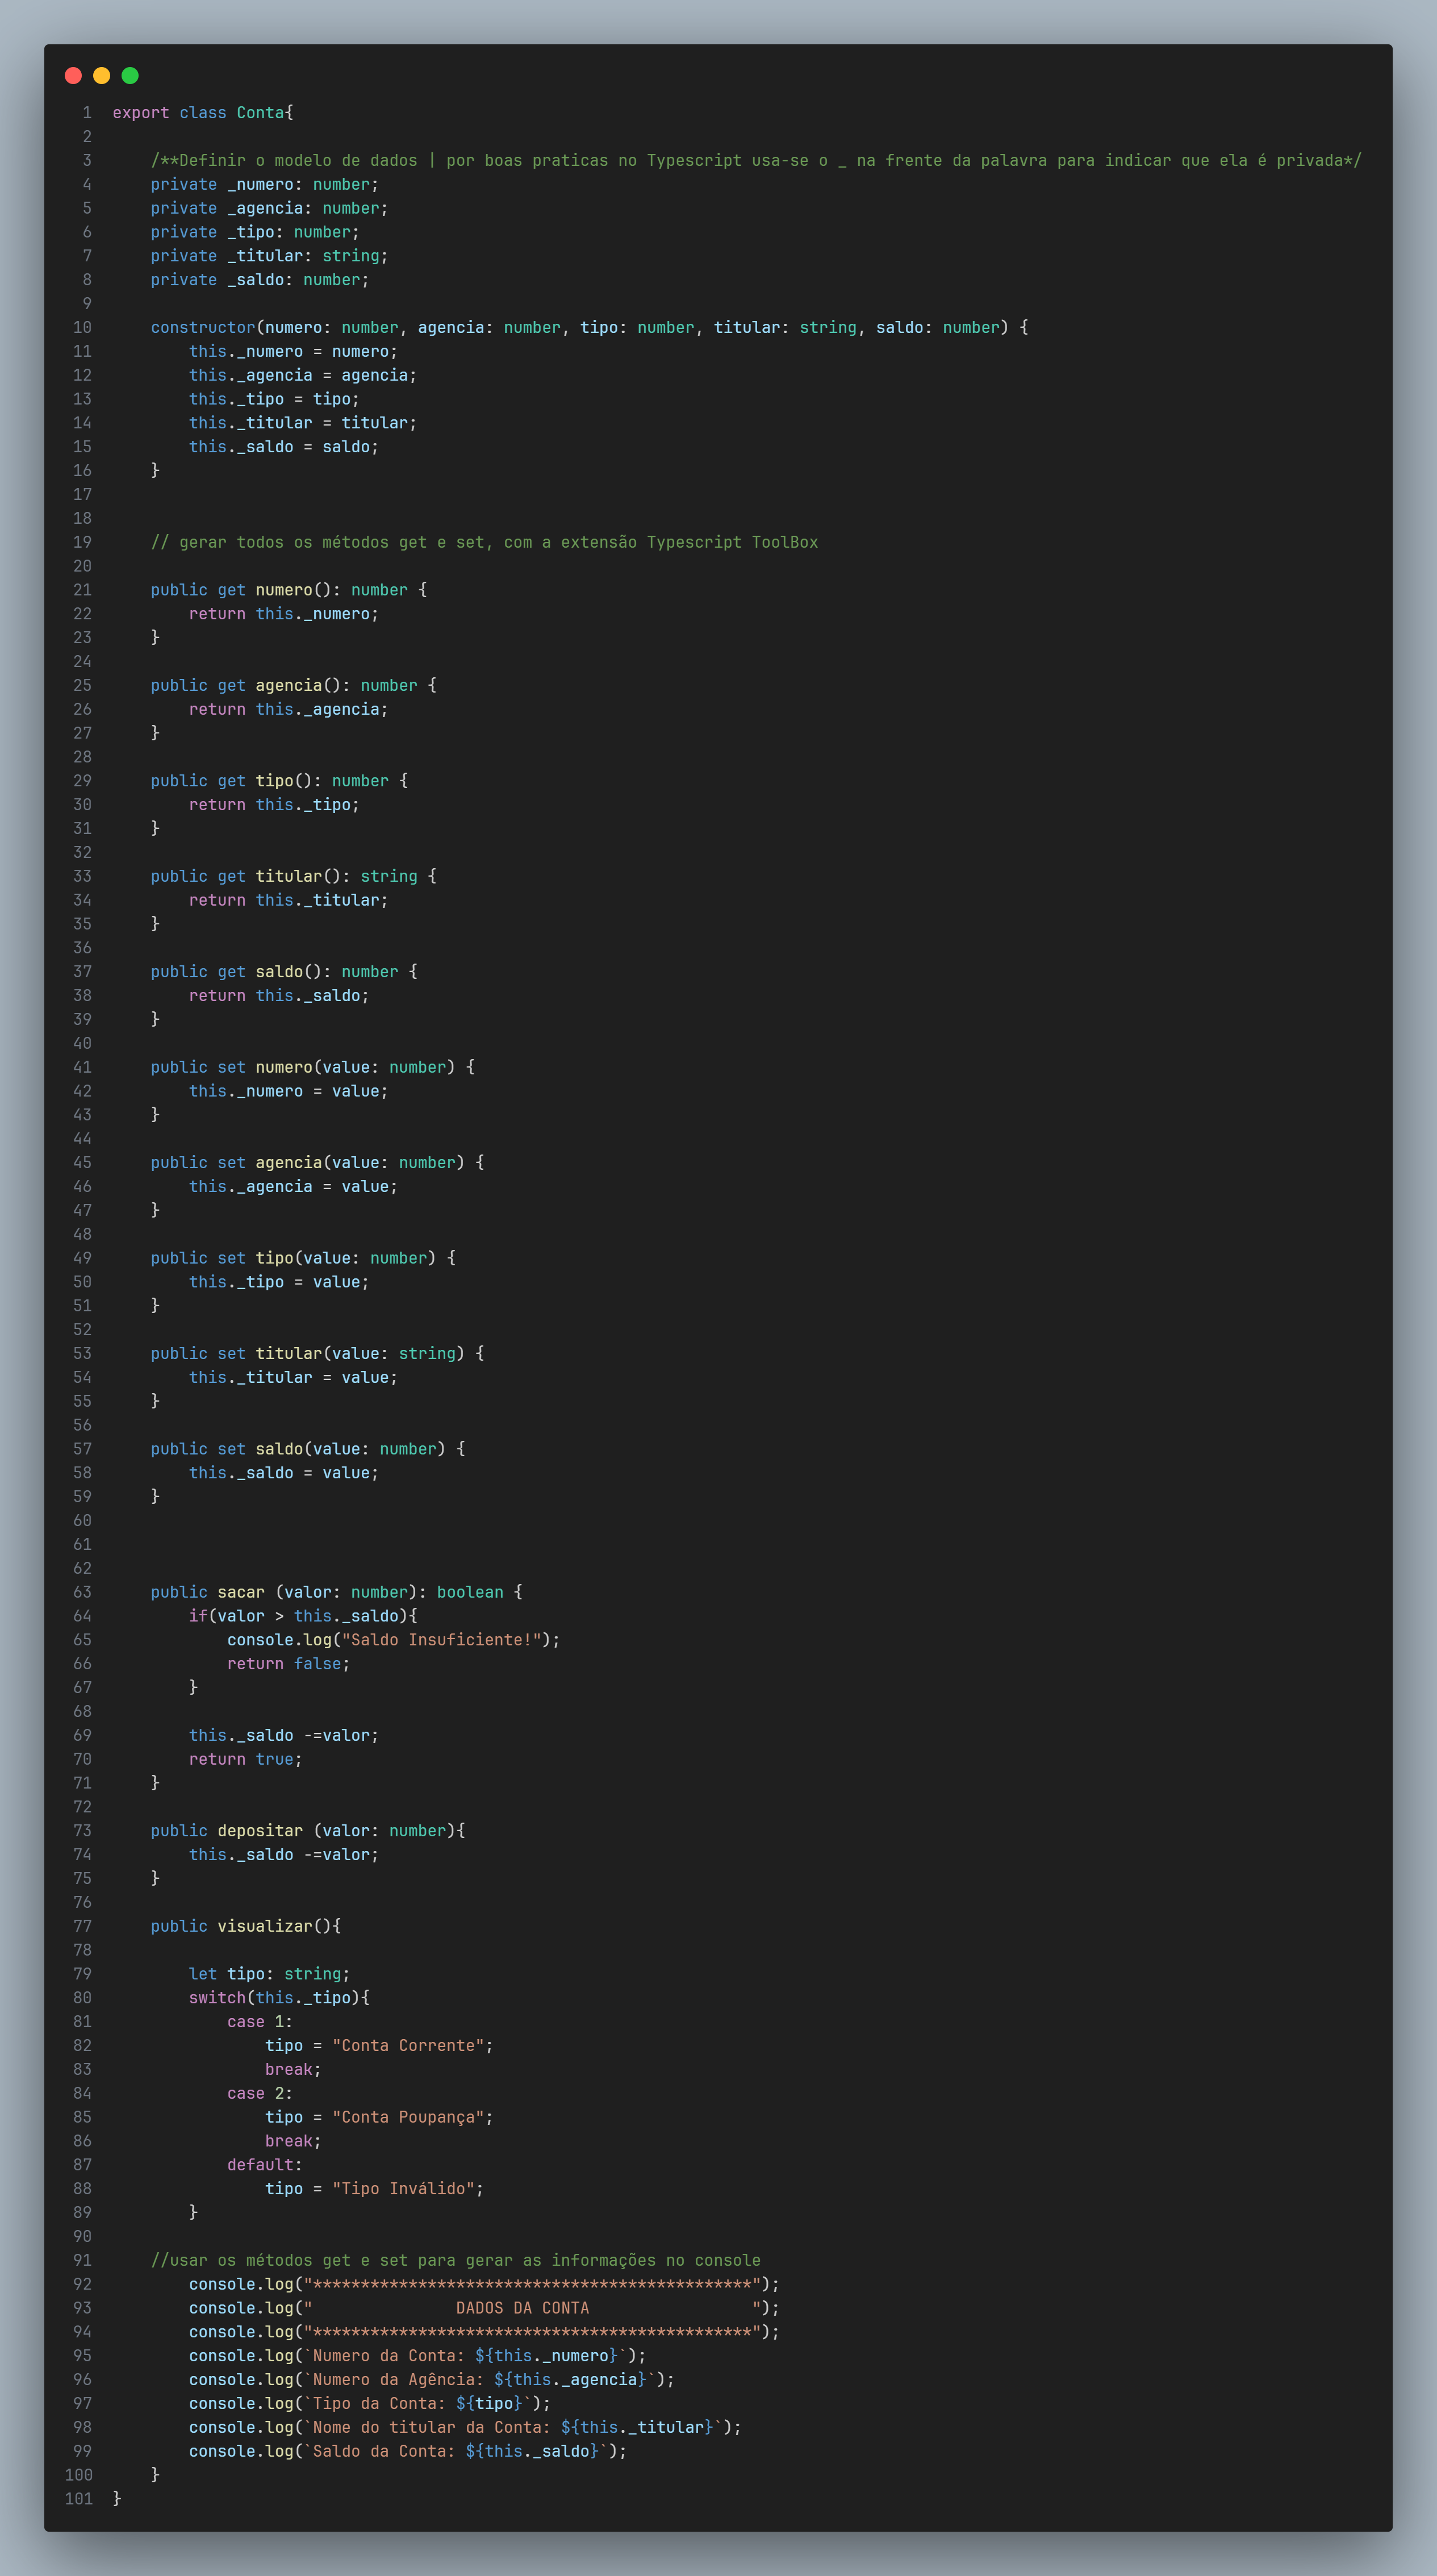 1 export class Conta{
2
3     /**Definir o modelo de dados | por boas praticas no Typescript usa-se o _ na frente da palavra para indicar que ela é privada*/
4     private _numero: number;
5     private _agencia: number;
6     private _tipo: number;
7     private _titular: string;
8     private _saldo: number;
9
10     constructor(numero: number, agencia: number, tipo: number, titular: string, saldo: number) {
11         this._numero = numero;
12         this._agencia = agencia;
13         this._tipo = tipo;
14         this._titular = titular;
15         this._saldo = saldo;
16     }
17
18
19     // gerar todos os métodos get e set, com a extensão Typescript ToolBox
20
21     public get numero(): number {
22         return this._numero;
23     }
24
25     public get agencia(): number {
26         return this._agencia;
27     }
28
29     public get tipo(): number {
30         return this._tipo;
31     }
32
33     public get titular(): string {
34         return this._titular;
35     }
36
37     public get saldo(): number {
38         return this._saldo;
39     }
40
41     public set numero(value: number) {
42         this._numero = value;
43     }
44
45     public set agencia(value: number) {
46         this._agencia = value;
47     }
48
49     public set tipo(value: number) {
50         this._tipo = value;
51     }
52
53     public set titular(value: string) {
54         this._titular = value;
55     }
56
57     public set saldo(value: number) {
58         this._saldo = value;
59     }
60
61
62
63     public sacar (valor: number): boolean {
64         if(valor > this._saldo){
65             console.log("Saldo Insuficiente!");
66             return false;
67         }
68
69         this._saldo -=valor;
70         return true;
71     }
72
73     public depositar (valor: number){
74         this._saldo -=valor;
75     }
76
77     public visualizar(){
78
79         let tipo: string;
80         switch(this._tipo){
81             case 1:
82                 tipo = "Conta Corrente";
83                 break;
84             case 2:
85                 tipo = "Conta Poupança";
86                 break;
87             default:
88                 tipo = "Tipo Inválido";
89         }
90
91     //usar os métodos get e set para gerar as informações no console
92         console.log("**********************************************");
93         console.log("               DADOS DA CONTA                 ");
94         console.log("**********************************************");
95         console.log(`Numero da Conta: ${this._numero}`);
96         console.log(`Numero da Agência: ${this._agencia}`);
97         console.log(`Tipo da Conta: ${tipo}`);
98         console.log(`Nome do titular da Conta: ${this._titular}`);
99         console.log(`Saldo da Conta: ${this._saldo}`);
100     }
101 }